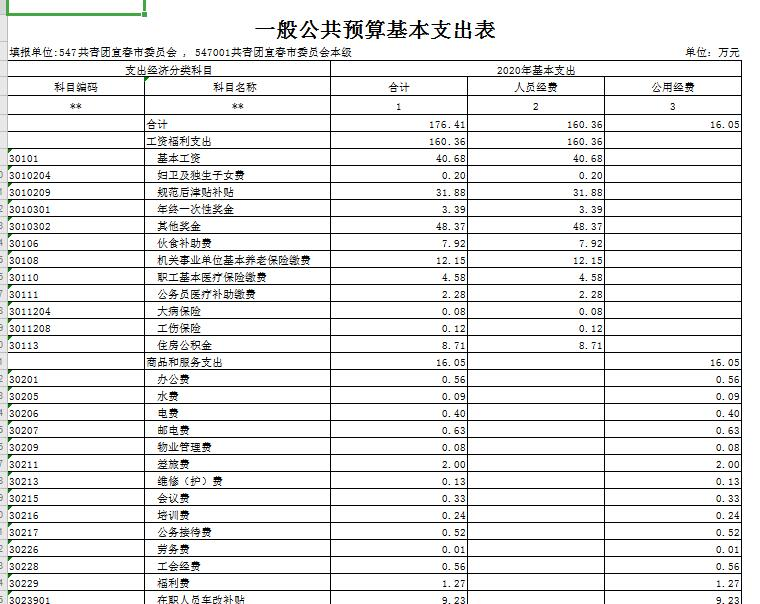 一般公共预算基本支出表
填报单位:547共青团宜春市委员会 , 547001共青团宜春市委员会本级 单位: 万元
支出经济分类科目 2020年基本支出
科目编码 科目名称 合计 人员经费 公用经费
** ** 1 2 3
合计 176.41 160.36 16.05
工资福利支出 160.36 160.36
30101 基本工资 40.68 40.68
3010204 妇卫及独生子女费 0.20 0.20
3010209 规范后津贴补贴 31.88 31.88
3010301 年终一次性奖金 3.39 3.39
3010302 其他奖金 48.37 48.37
30106 伙食补助费 7.92 7.92
30108 机关事业单位基本养老保险缴费 12.15 12.15
30110 职工基本医疗保险缴费 4.58 4.58
30111 公务员医疗补助缴费 2.28 2.28
3011204 大病保险 0.08 0.08
3011208 工伤保险 0.12 0.12
30113 住房公积金 8.71 8.71
商品和服务支出 16.05 16.05
30201 办公费 0.56 0.56
30205 水费 0.09 0.09
30206 电费 0.40 0.40
30207 邮电费 0.63 0.63
30209 物业管理费 0.08 0.08
30211 差旅费 2.00 2.00
30213 维修（护）费 0.13 0.13
30215 会议费 0.33 0.33
30216 培训费 0.24 0.24
30217 公务接待费 0.52 0.52
30226 劳务费 0.01 0.01
30228 工会经费 0.56 0.56
30229 福利费 1.27 1.27
3023901 在职人员车改补贴 9.23 9.23